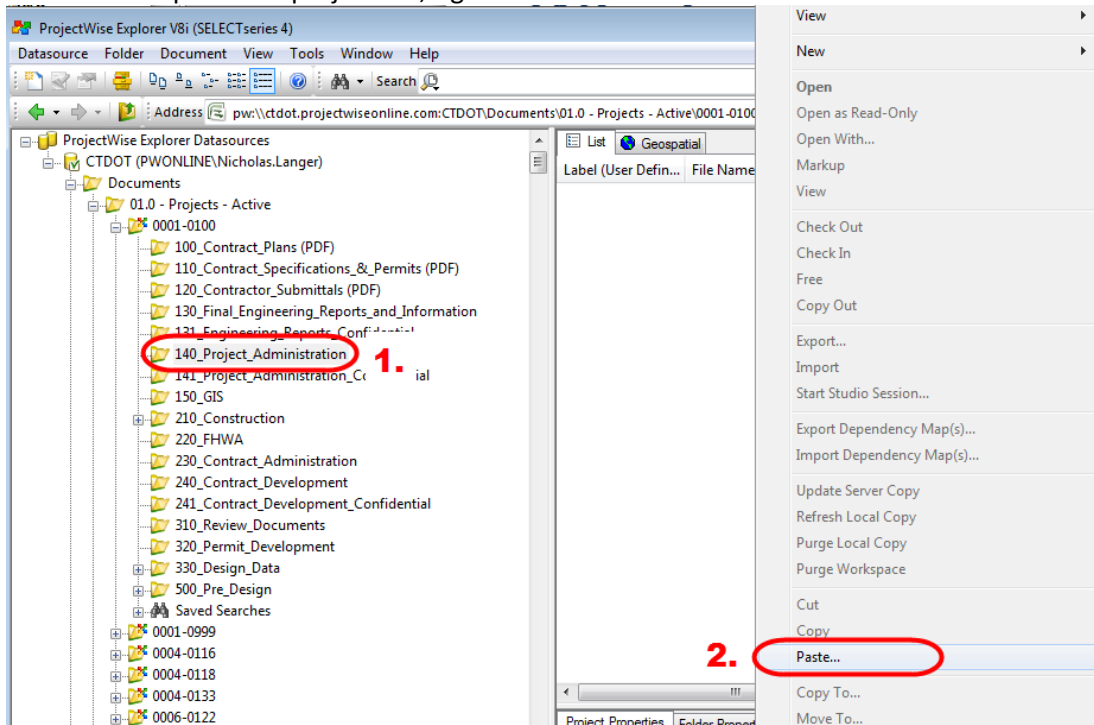 ProjectWise Explorer V8i (SELECTseries 4)
Datasource Folder Document View Tools Window Help
Search
Address pw:\\ctdot.projectwiseonline.com:CTDOT\Documents\01.0 - Projects - Active\0001-0100
ProjectWise Explorer Datasources
CTDOT (PWONLINE\Nicholas.Langer)
Documents
01.0 - Projects - Active
0001-0100
100_Contract_Plans (PDF)
110_Contract_Specifications_&_Permits (PDF)
120_Contractor_Submittals (PDF)
130_Final_Engineering_Reports_and_Information
131_Engineering_Reports_Confidential
140_Project_Administration
1.
141_Project_Administration_Co ial
150_GIS
210_Construction
220_FHWA
230_Contract_Administration
240_Contract_Development
241_Contract_Development_Confidential
310_Review_Documents
320_Permit_Development
330_Design_Data
500_Pre_Design
Saved Searches
0001-0999
0004-0116
0004-0118
0004-0133
0006-0122
List Geospatial
Label (User Defin... File Name
Project Properties Folder Propert
View
New
Open
Open as Read-Only
Open With...
Markup
View
Check Out
Check In
Free
Copy Out
Export...
Import
Start Studio Session...
Export Dependency Map(s)...
Import Dependency Map(s)...
Update Server Copy
Refresh Local Copy
Purge Local Copy
Purge Workspace
Cut
Copy
2.
Paste...
Copy To...
Move To...